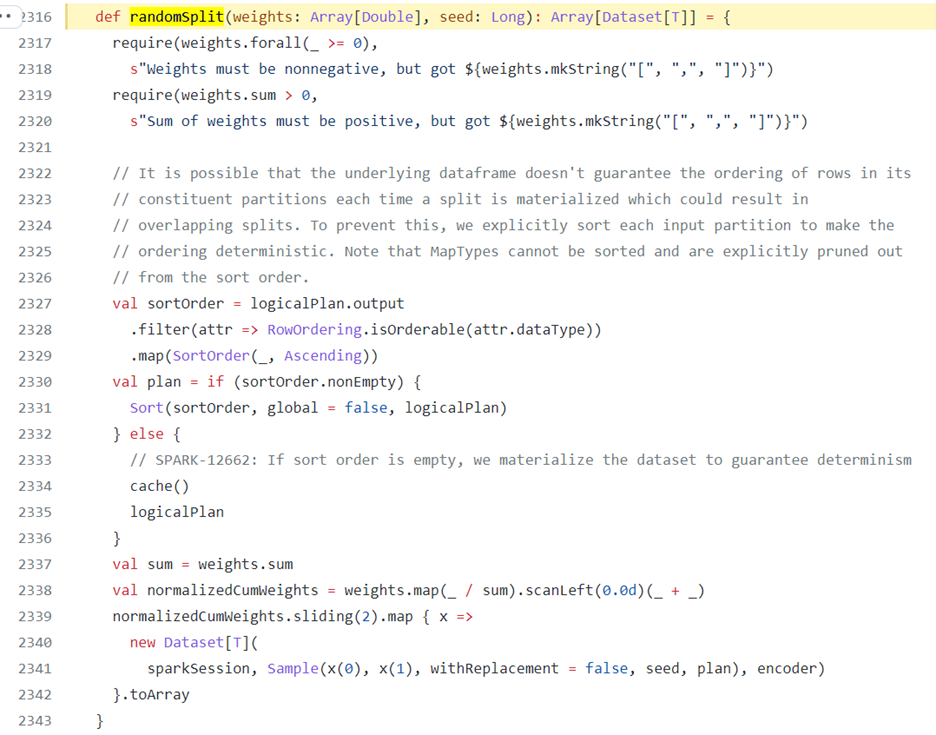 2316 def randomSplit(weights: Array[Double], seed: Long): Array[Dataset[T]] = {
2317 require(weights.forall(_ >= 0),
2318 s"Weights must be nonnegative, but got ${weights.mkString("[", ",", "]")}")
2319 require(weights.sum > 0,
2320 s"Sum of weights must be positive, but got ${weights.mkString("[", ",", "]")}")
2321
2322 // It is possible that the underlying dataframe doesn't guarantee the ordering of rows in its
2323 // constituent partitions each time a split is materialized which could result in
2324 // overlapping splits. To prevent this, we explicitly sort each input partition to make the
2325 // ordering deterministic. Note that MapTypes cannot be sorted and are explicitly pruned out
2326 // from the sort order.
2327 val sortOrder = logicalPlan.output
2328 .filter(attr => RowOrdering.isOrderable(attr.dataType))
2329 .map(SortOrder(_, Ascending))
2330 val plan = if (sortOrder.nonEmpty) {
2331 Sort(sortOrder, global = false, logicalPlan)
2332 } else {
2333 // SPARK-12662: If sort order is empty, we materialize the dataset to guarantee determinism
2334 cache()
2335 logicalPlan
2336 }
2337 val sum = weights.sum
2338 val normalizedCumWeights = weights.map(_ / sum).scanLeft(0.0d)(_ + _)
2339 normalizedCumWeights.sliding(2).map { x =>
2340 new Dataset[T](
2341 sparkSession, Sample(x(0), x(1), withReplacement = false, seed, plan), encoder)
2342 }.toArray
2343 }